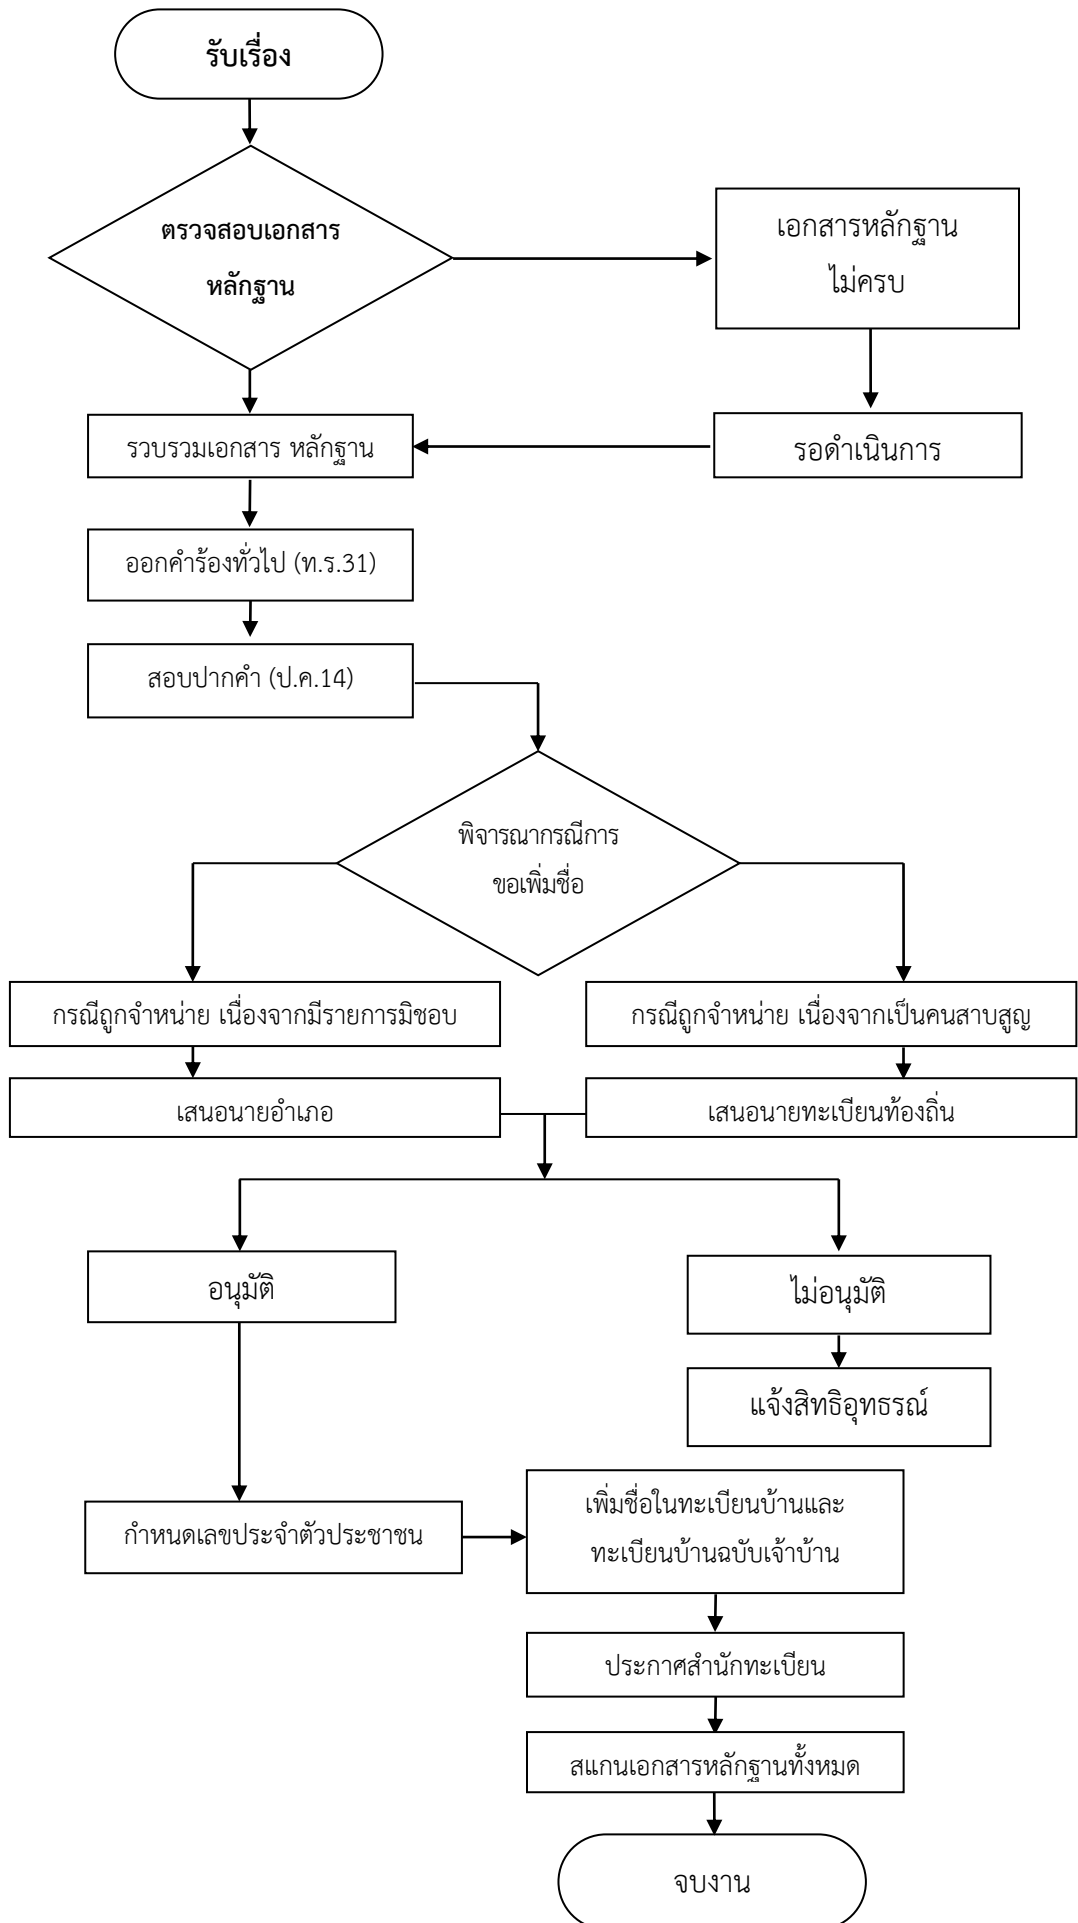 รับเรื่อง
ตรวจสอบเอกสาร
หลักฐาน
เอกสารหลักฐาน
ไม่ครบ
รวบรวมเอกสาร หลักฐาน
รอดำเนินการ
ออกคำร้องทั่วไป (ท.ร.31)
สอบปากคำ (ป.ค.14)
พิจารณากรณีการ
ขอเพิ่มชื่อ
กรณีถูกจำหน่าย เนื่องจากมีรายการมิชอบ
กรณีถูกจำหน่าย เนื่องจากเป็นคนสาบสูญ
เสนอนายอำเภอ
เสนอนายทะเบียนท้องถิ่น
อนุมัติ
ไม่อนุมัติ
แจ้งสิทธิอุทธรณ์
กำหนดเลขประจำตัวประชาชน
เพิ่มชื่อในทะเบียนบ้านและ
ทะเบียนบ้านฉบับเจ้าบ้าน
ประกาศสำนักทะเบียน
สแกนเอกสารหลักฐานทั้งหมด
จบงาน